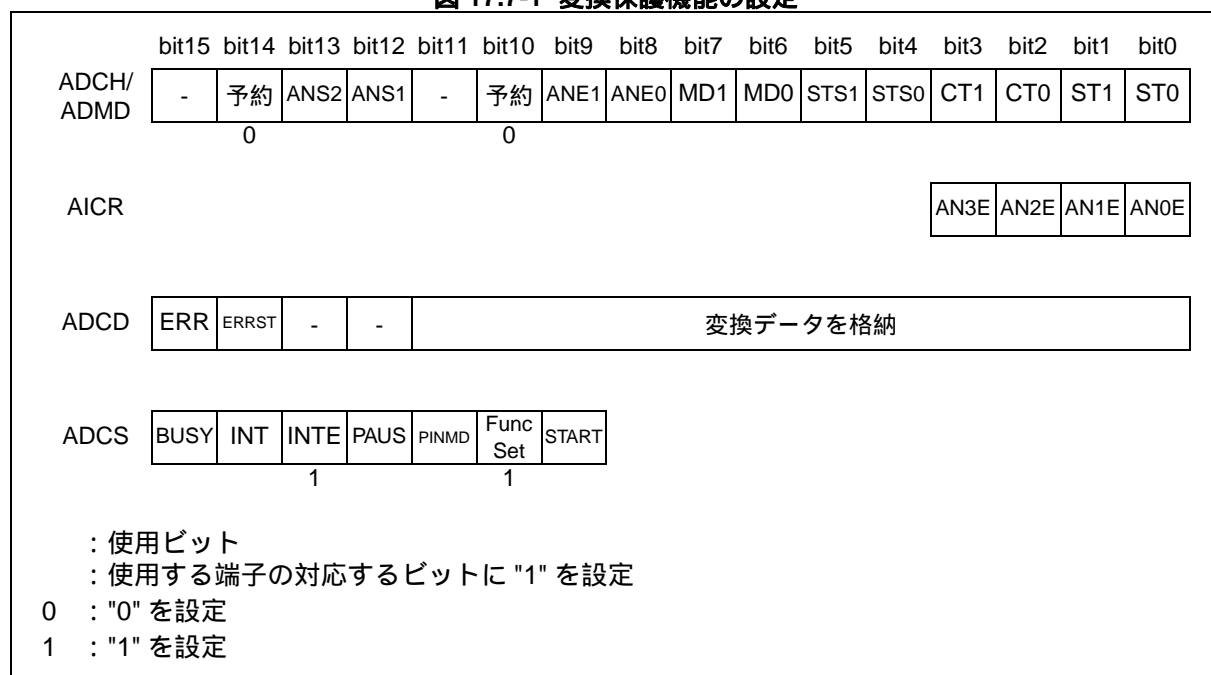 図 17.7-1 変換保護機能の設定
bit15 bit14 bit13 bit12 bit11 bit10 bit9 bit8 bit7 bit6 bit5 bit4 bit3 bit2 bit1 bit0
ADCH/ADMD - 予約 ANS2 ANS1 - 予約 ANE1 ANE0 MD1 MD0 STS1 STS0 CT1 CT0 ST1 ST0
0 0
AICR AN3E AN2E AN1E AN0E
ADCD ERR ERRST - - 変換データを格納
ADCS BUSY INT INTE PAUS PINMD Func Set START
1 1
：使用ビット
：使用する端子の対応するビットに "1" を設定
0 ："0" を設定
1 ："1" を設定